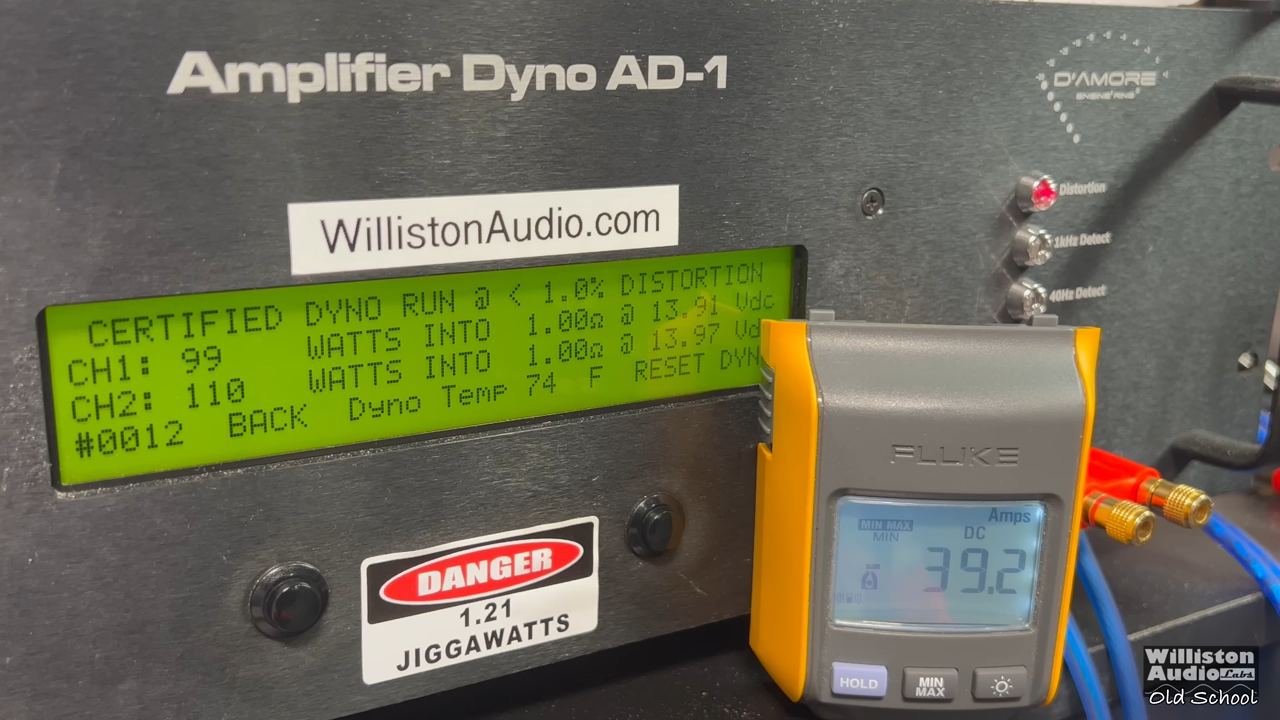 Amplifier Dyno AD-1
D'AMORE
ENGINEERING
Distortion
1kHz Detect
40Hz Detect
WillistonAudio.com
CERTIFIED DYNO RUN @ < 1.0% DISTORTION
CH1: 99 WATTS INTO 1.00Ω @ 13.91 Vdc
CH2: 110 WATTS INTO 1.00Ω @ 13.97 Vd
#0012 BACK Dyno Temp 74 F RESET DYN
DANGER
1.21
JIGGAWATTS
FLUKE
Amps
MIN MAX
MIN
DC
39.2
HOLD
MIN
MAX
Williston
Audio Labs
Old School